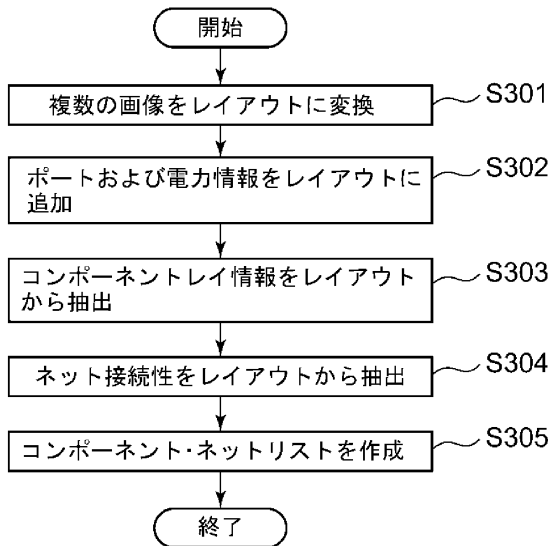 開始
複数の画像をレイアウトに変換
S301
ポートおよび電力情報をレイアウトに
追加
S302
コンポーネントレイ情報をレイアウト
から抽出
S303
ネット接続性をレイアウトから抽出
S304
コンポーネント・ネットリストを作成
S305
終了